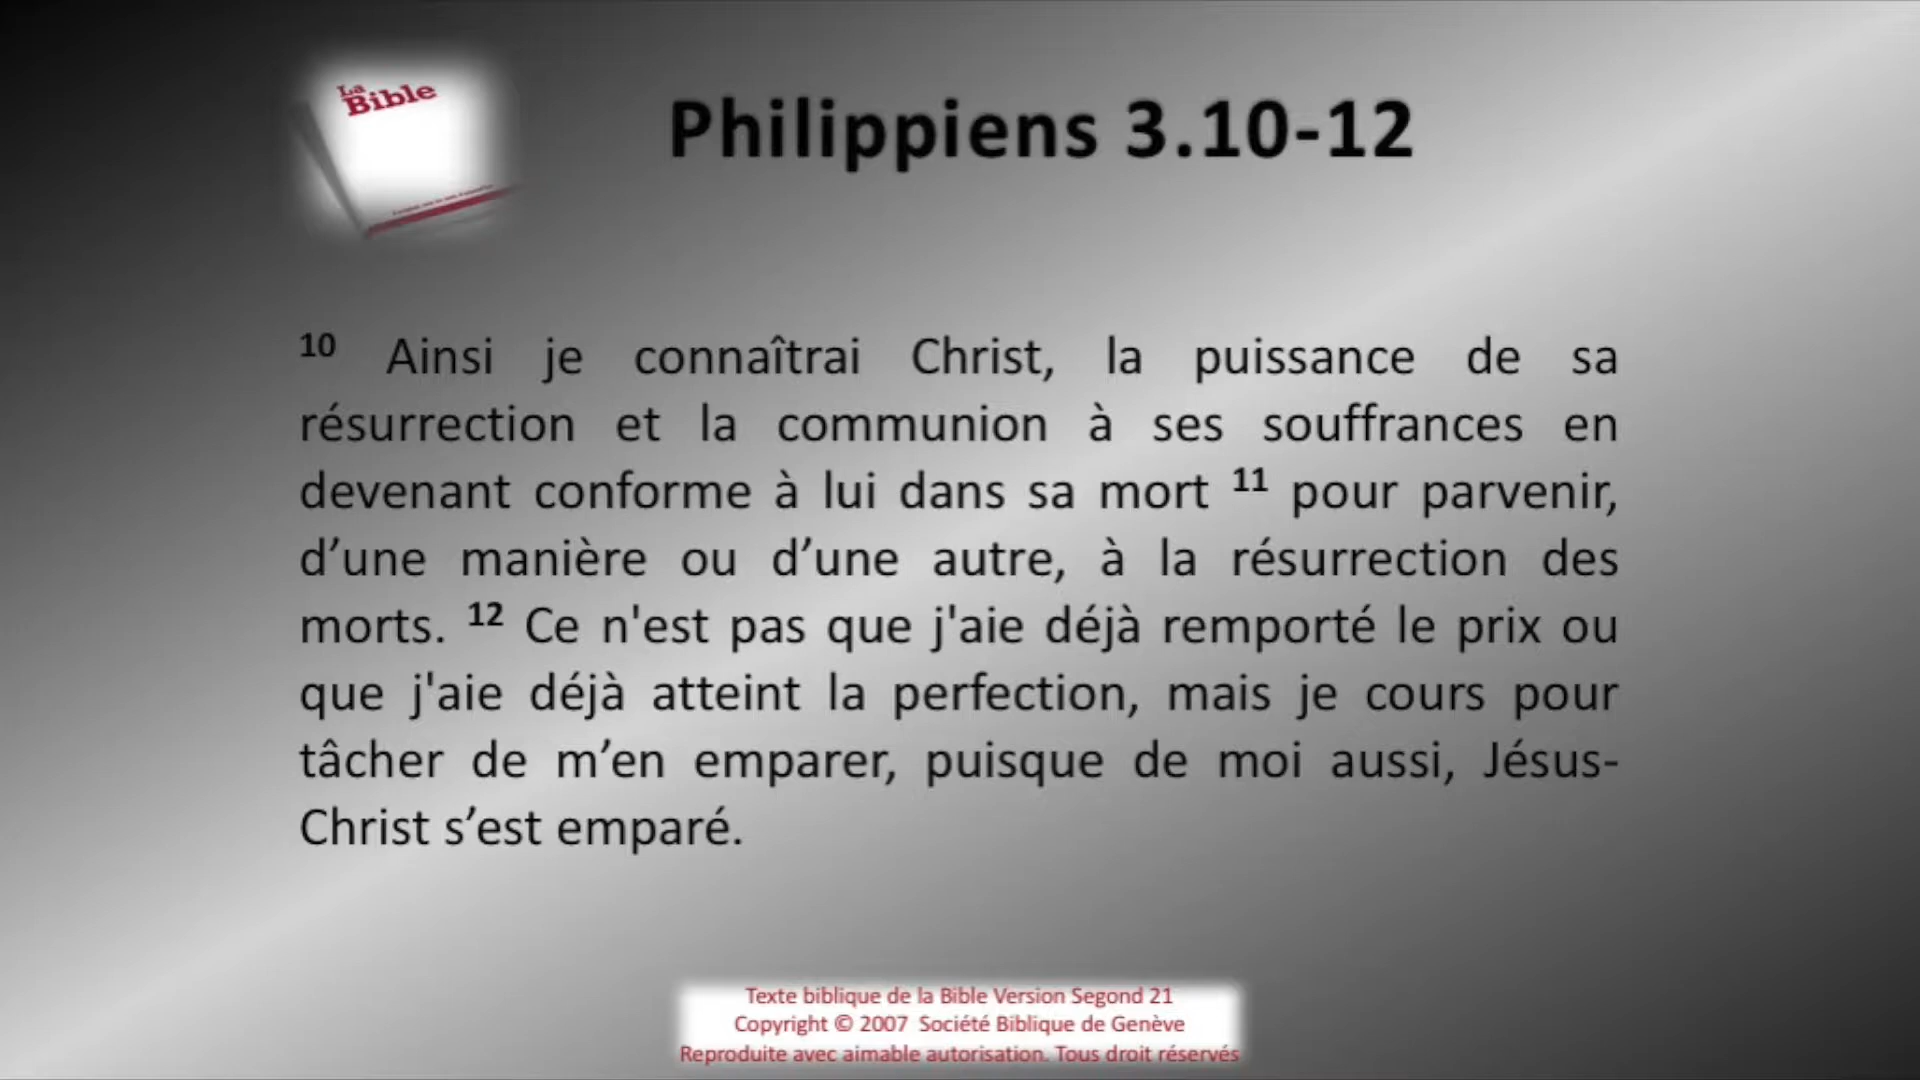 La
Bible
Philippiens 3.10-12
10 Ainsi je connaîtrai Christ, la puissance de sa
résurrection et la communion à ses souffrances en
devenant conforme à lui dans sa mort 11 pour parvenir,
d’une manière ou d’une autre, à la résurrection des
morts. 12 Ce n'est pas que j'aie déjà remporté le prix ou
que j'aie déjà atteint la perfection, mais je cours pour
tâcher de m’en emparer, puisque de moi aussi, Jésus-
Christ s’est emparé.
Texte biblique de la Bible Version Segond 21
Copyright © 2007 Société Biblique de Genève
Reproduite avec aimable autorisation. Tous droit réservés